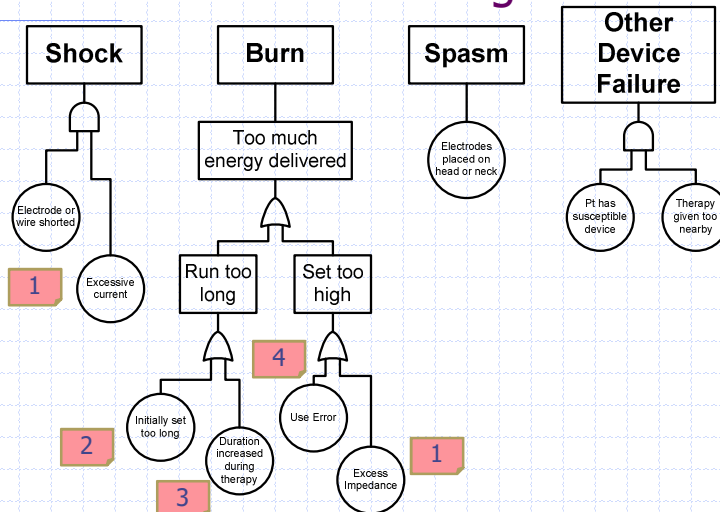 Shock
Burn
Spasm
Other
Device
Failure
Too much
energy delivered
Electrodes
placed on
head or neck
Electrode or
wire shorted
Pt has
susceptible
device
Therapy
given too
nearby
1
Excessive
current
Run too
long
Set too
high
4
Initially set
too long
Use Error
2
Duration
increased
during
therapy
1
Excess
Impedance
3